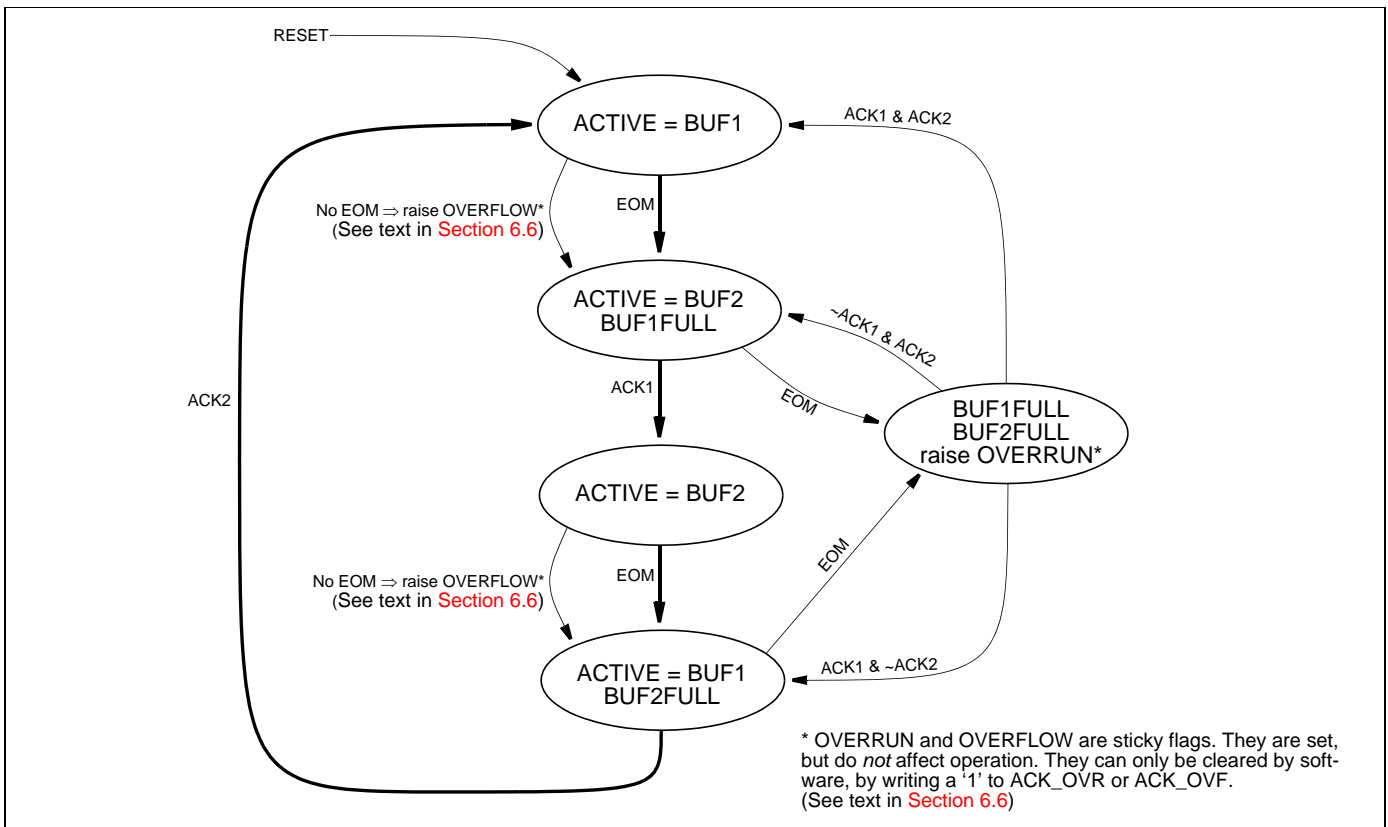 RESET
ACTIVE = BUF1
ACK1 & ACK2
No EOM ⇒ raise OVERFLOW*
(See text in Section 6.6)
EOM
ACTIVE = BUF2
BUF1FULL
~ACK1 & ACK2
EOM
ACK1
ACK2
BUF1FULL
BUF2FULL
raise OVERRUN*
ACTIVE = BUF2
No EOM ⇒ raise OVERFLOW*
(See text in Section 6.6)
EOM
EOM
ACTIVE = BUF1
BUF2FULL
ACK1 & ~ACK2
* OVERRUN and OVERFLOW are sticky flags. They are set,
but do not affect operation. They can only be cleared by soft-
ware, by writing a ‘1’ to ACK_OVR or ACK_OVF.
(See text in Section 6.6)